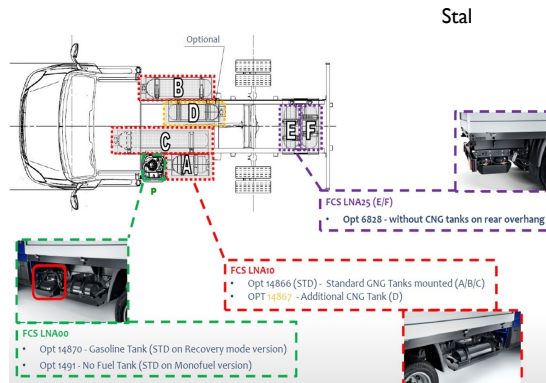 Stal
Optional
B
D
C
E F
A
P
FCS LNA25 (E/F)
• Opt 6828 - without CNG tanks on rear overhang
FCS LNA10
• Opt 14866 (STD) - Standard GNG Tanks mounted (A/B/C)
• OPT 14867 - Additional CNG Tank (D)
FCS LNA00
• Opt 14870 - Gasoline Tank (STD on Recovery mode version)
• Opt 1491 - No Fuel Tank (STD on Monofuel version)